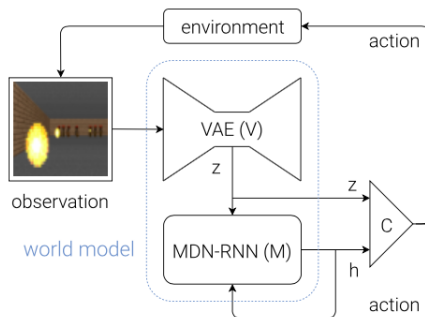 environment
action
VAE (V)
z
observation
z
C
world model
MDN-RNN (M)
h
action